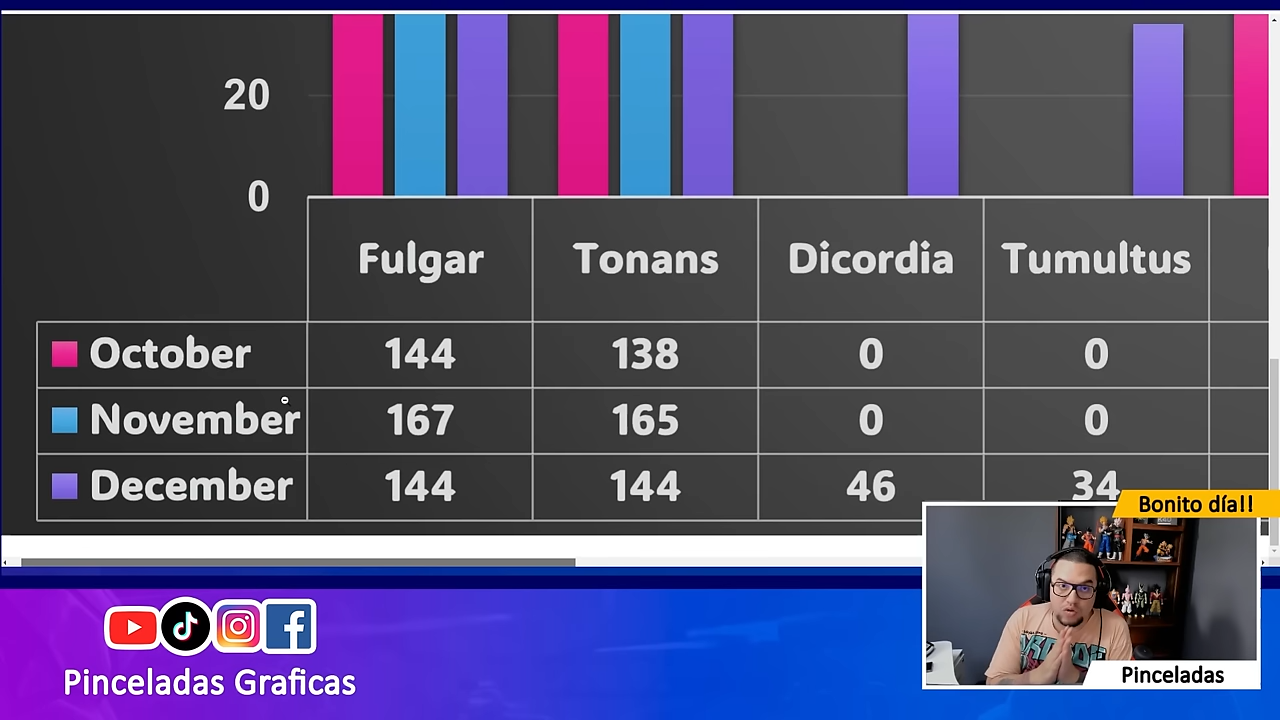 20
0
Fulgar Tonans Dicordia Tumultus
October 144 138 0 0
November 167 165 0 0
December 144 144 46 34
Bonito día!!
Pinceladas Graficas
Pinceladas